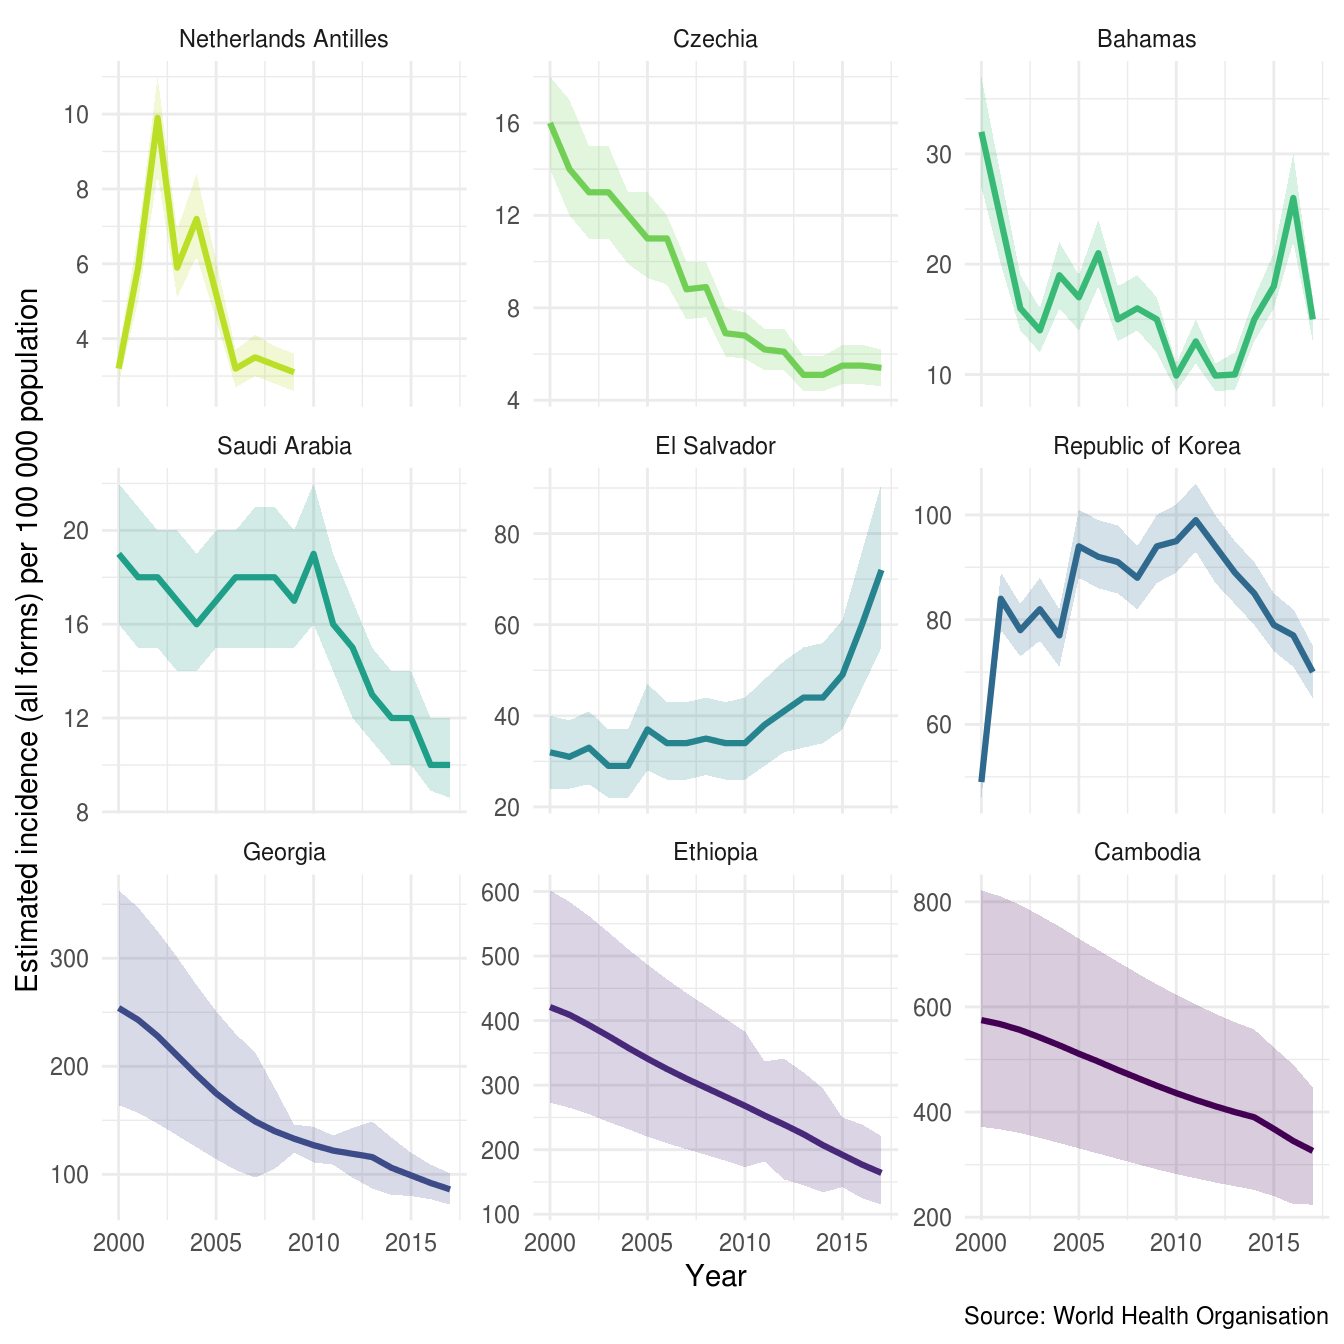 Netherlands Antilles
Czechia
Bahamas
10
8
6
4
16
12
8
4
30
20
10
Saudi Arabia
El Salvador
Republic of Korea
20
16
12
8
80
60
40
20
100
80
60
Georgia
Ethiopia
Cambodia
300
200
100
600
500
400
300
200
100
800
600
400
200
2000 2005 2010 2015
2000 2005 2010 2015
2000 2005 2010 2015
Estimated incidence (all forms) per 100 000 population
Year
Source: World Health Organisation